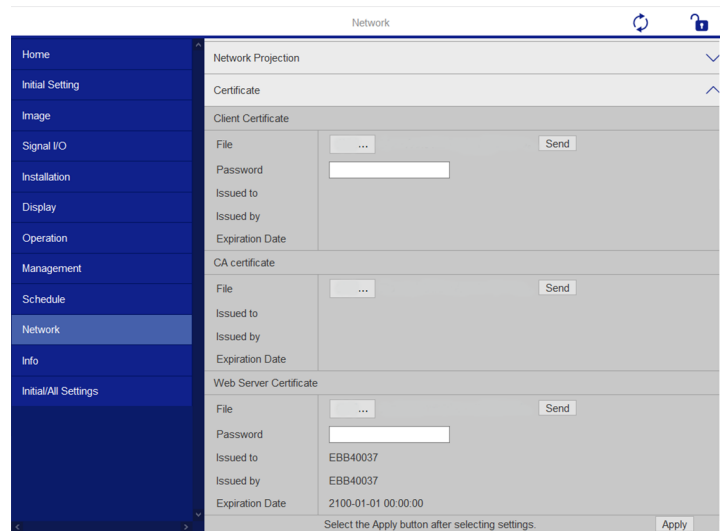 Network
Home
Initial Setting
Image
Signal I/O
Installation
Display
Operation
Management
Schedule
Network
Info
Initial/All Settings
Network Projection
Certificate
Client Certificate
File ... Send
Password
Issued to
Issued by
Expiration Date
CA certificate
File ... Send
Issued to
Issued by
Expiration Date
Web Server Certificate
File ... Send
Password
Issued to EBB40037
Issued by EBB40037
Expiration Date 2100-01-01 00:00:00
Select the Apply button after selecting settings. Apply